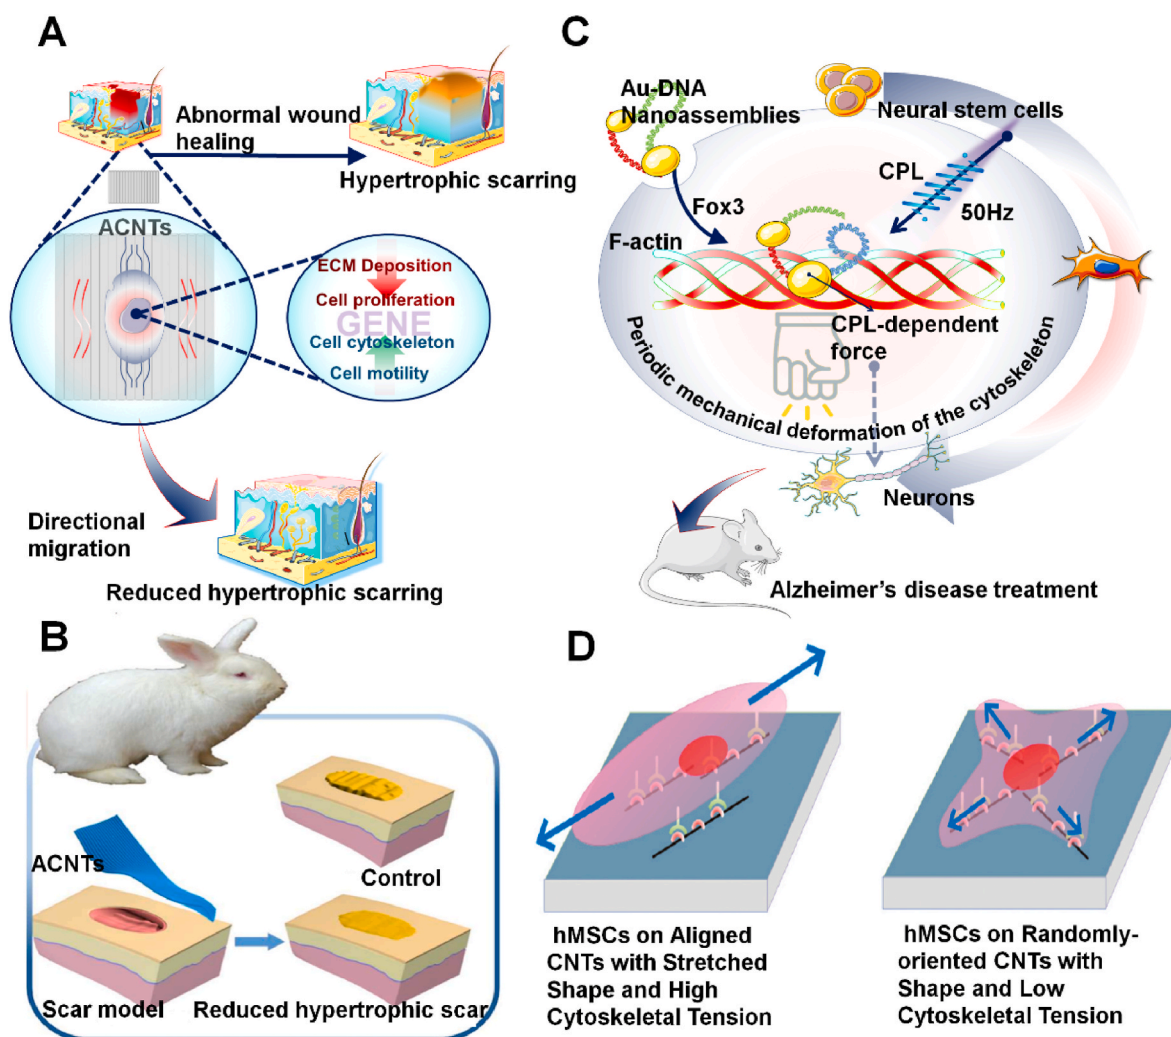 A
Abnormal wound
healing
Hypertrophic scarring
ACNTs
ECM Deposition
Cell proliferation
GENE
Cell cytoskeleton
Cell motility
Directional
migration
Reduced hypertrophic scarring
B
ACNTs
Control
Scar model
Reduced hypertrophic scar
C
Au-DNA
Nanoassemblies
Neural stem cells
CPL
50Hz
Fox3
F-actin
CPL-dependent
force
Periodic mechanical deformation of the cytoskeleton
Neurons
Alzheimer's disease treatment
D
hMSCs on Aligned
CNTs with Stretched
Shape and High
Cytoskeletal Tension
hMSCs on Randomly-
oriented CNTs with
Shape and Low
Cytoskeletal Tension